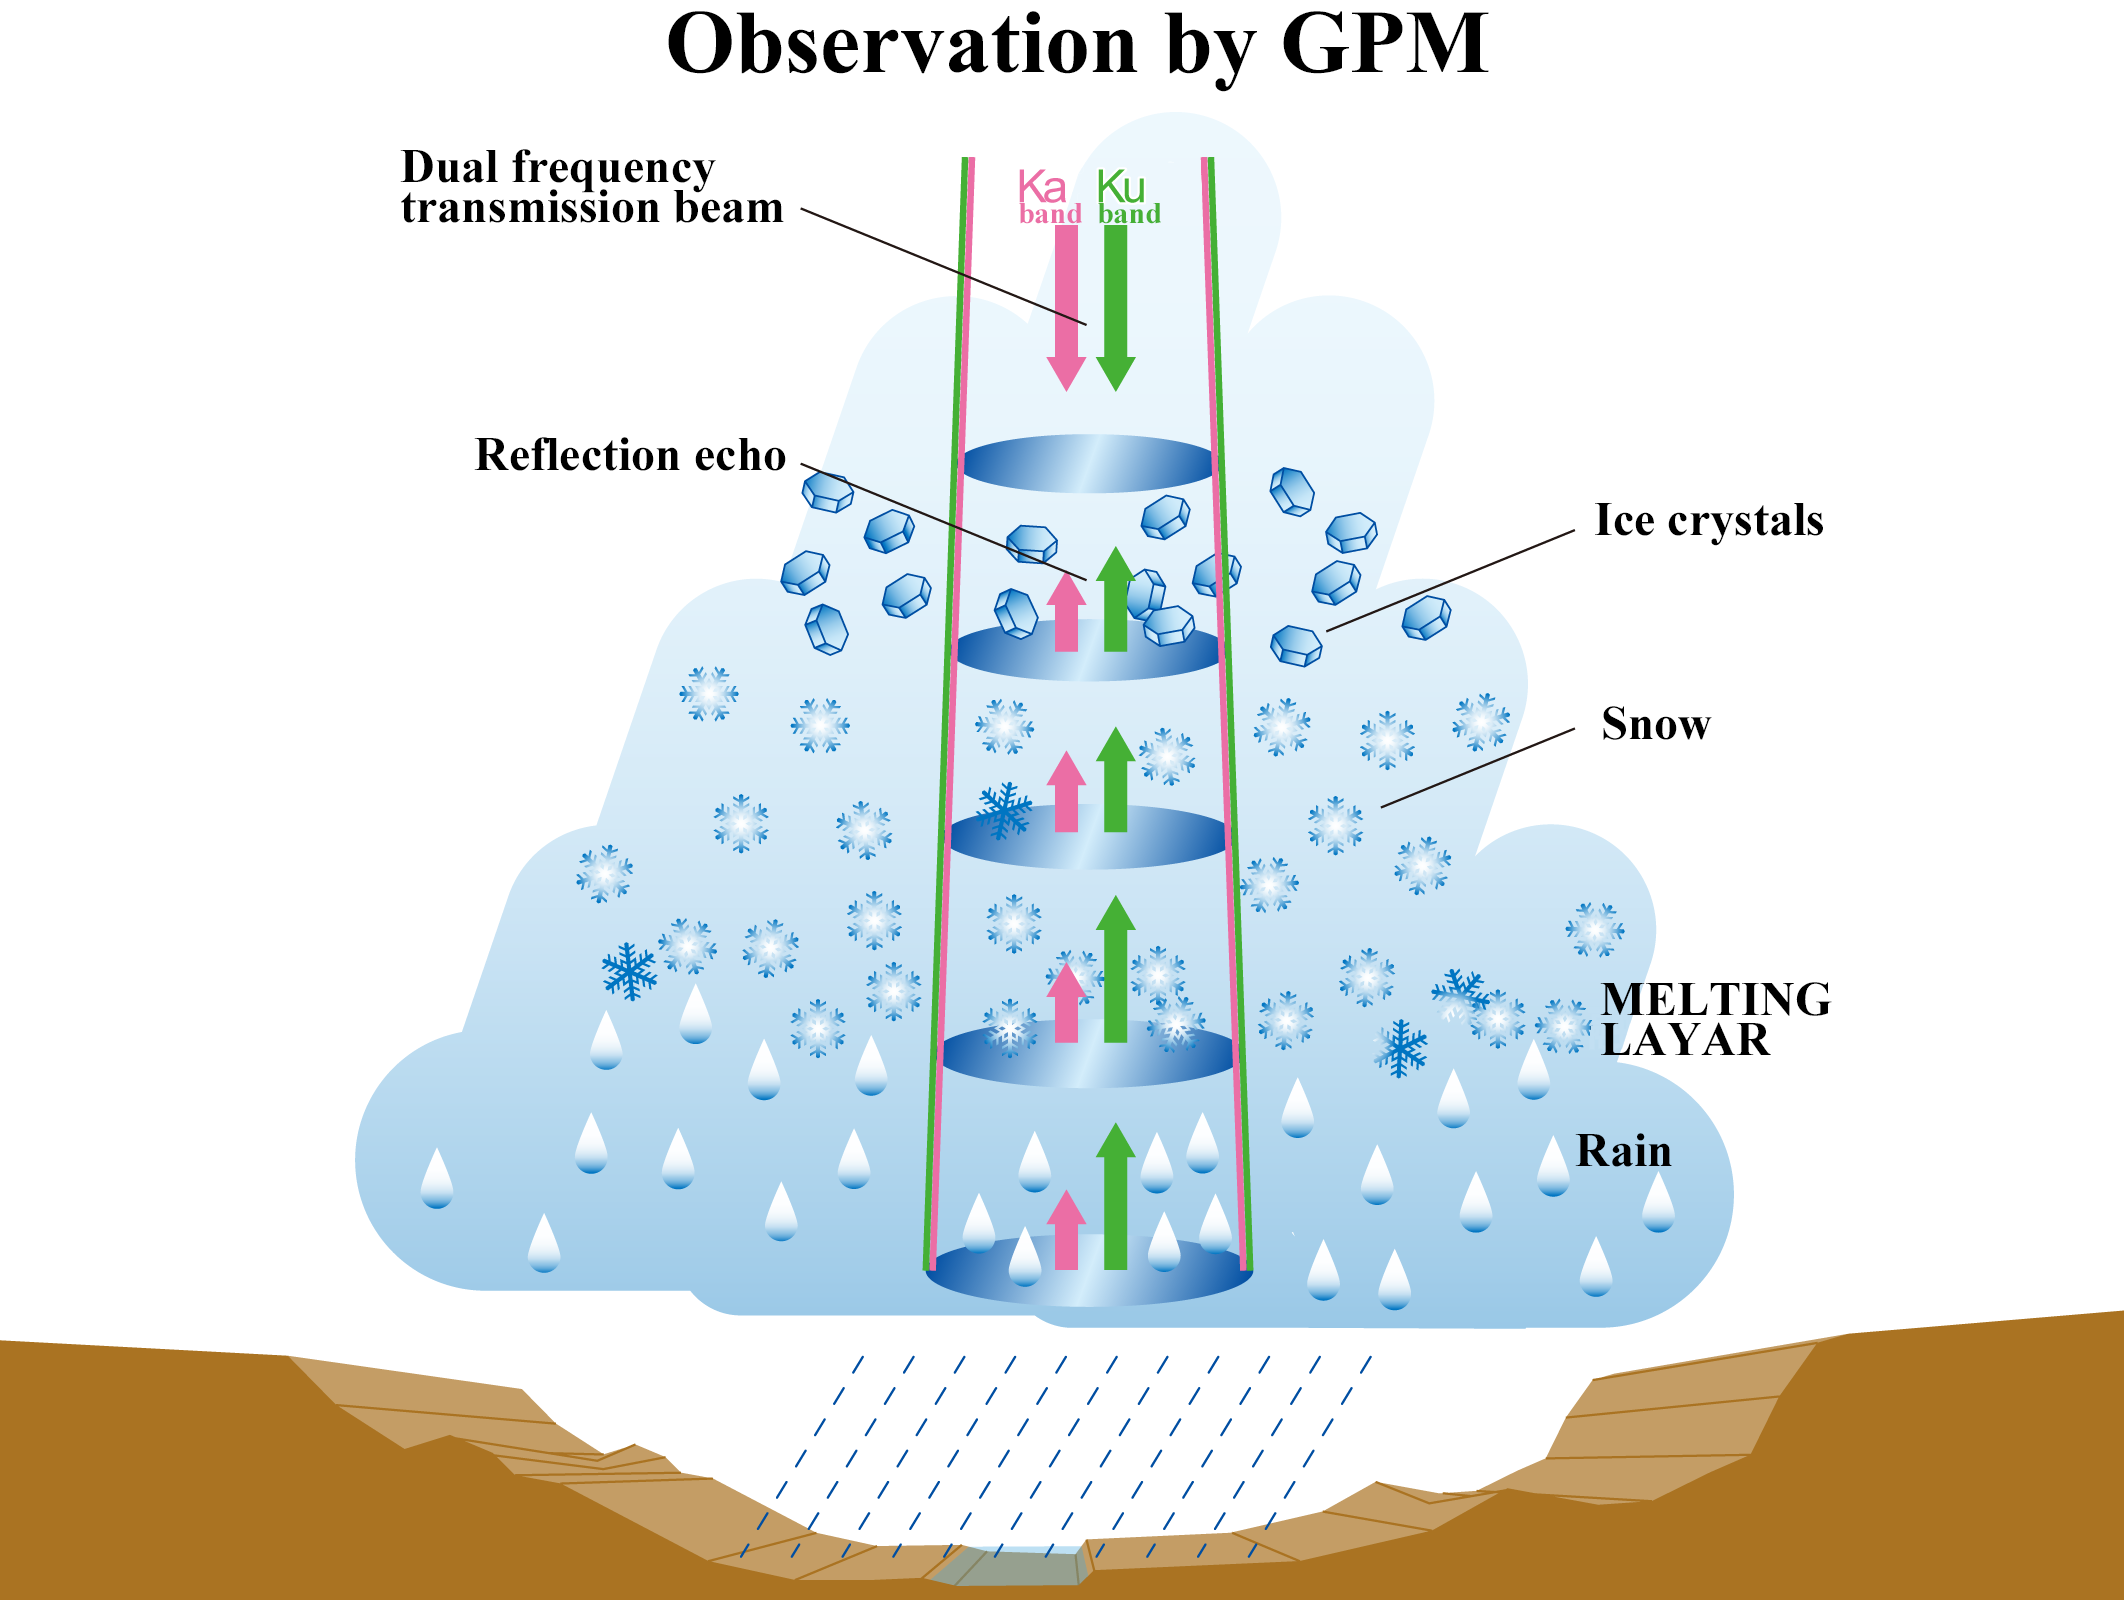 Observation by GPM
Dual frequency
transmission beam
Ka
band
Ku
band
Reflection echo
Ice crystals
Snow
MELTING
LAYAR
Rain